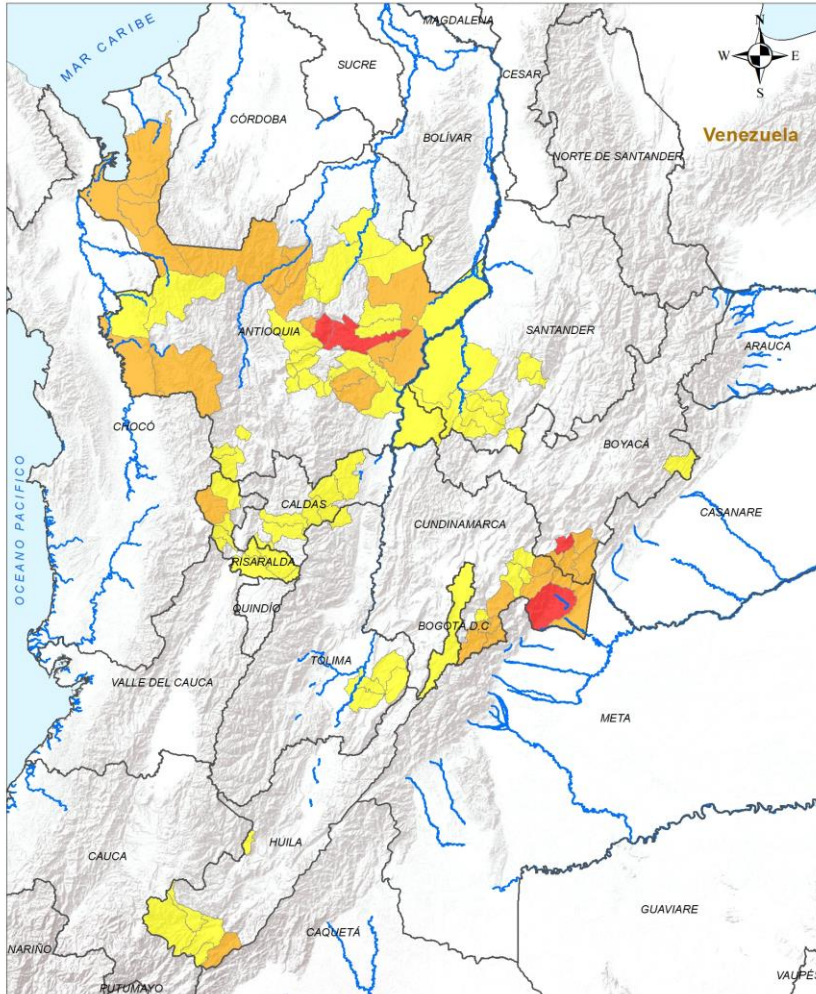 MAGDALENA
MAR CARIBE
N
SUCRE
W
E
CESAR
S
CÓRDOBA
BOLÍVAR
Venezuela
NORTE DE SANTANDER
ANTIOQUIA
SANTANDER
ARAUCA
CHOCÓ
BOYACÁ
OCEANO PACIFICO
CALDAS
CUNDINAMARCA
CASANARE
RISARALDA
QUINDÍO
BOGOTÁ, D.C
TOLIMA
VALLE DEL CAUCA
META
HUILA
CAUCA
GUAVIARE
CAQUETÁ
NARIÑO
PUTUMAYO
VAUPÉS